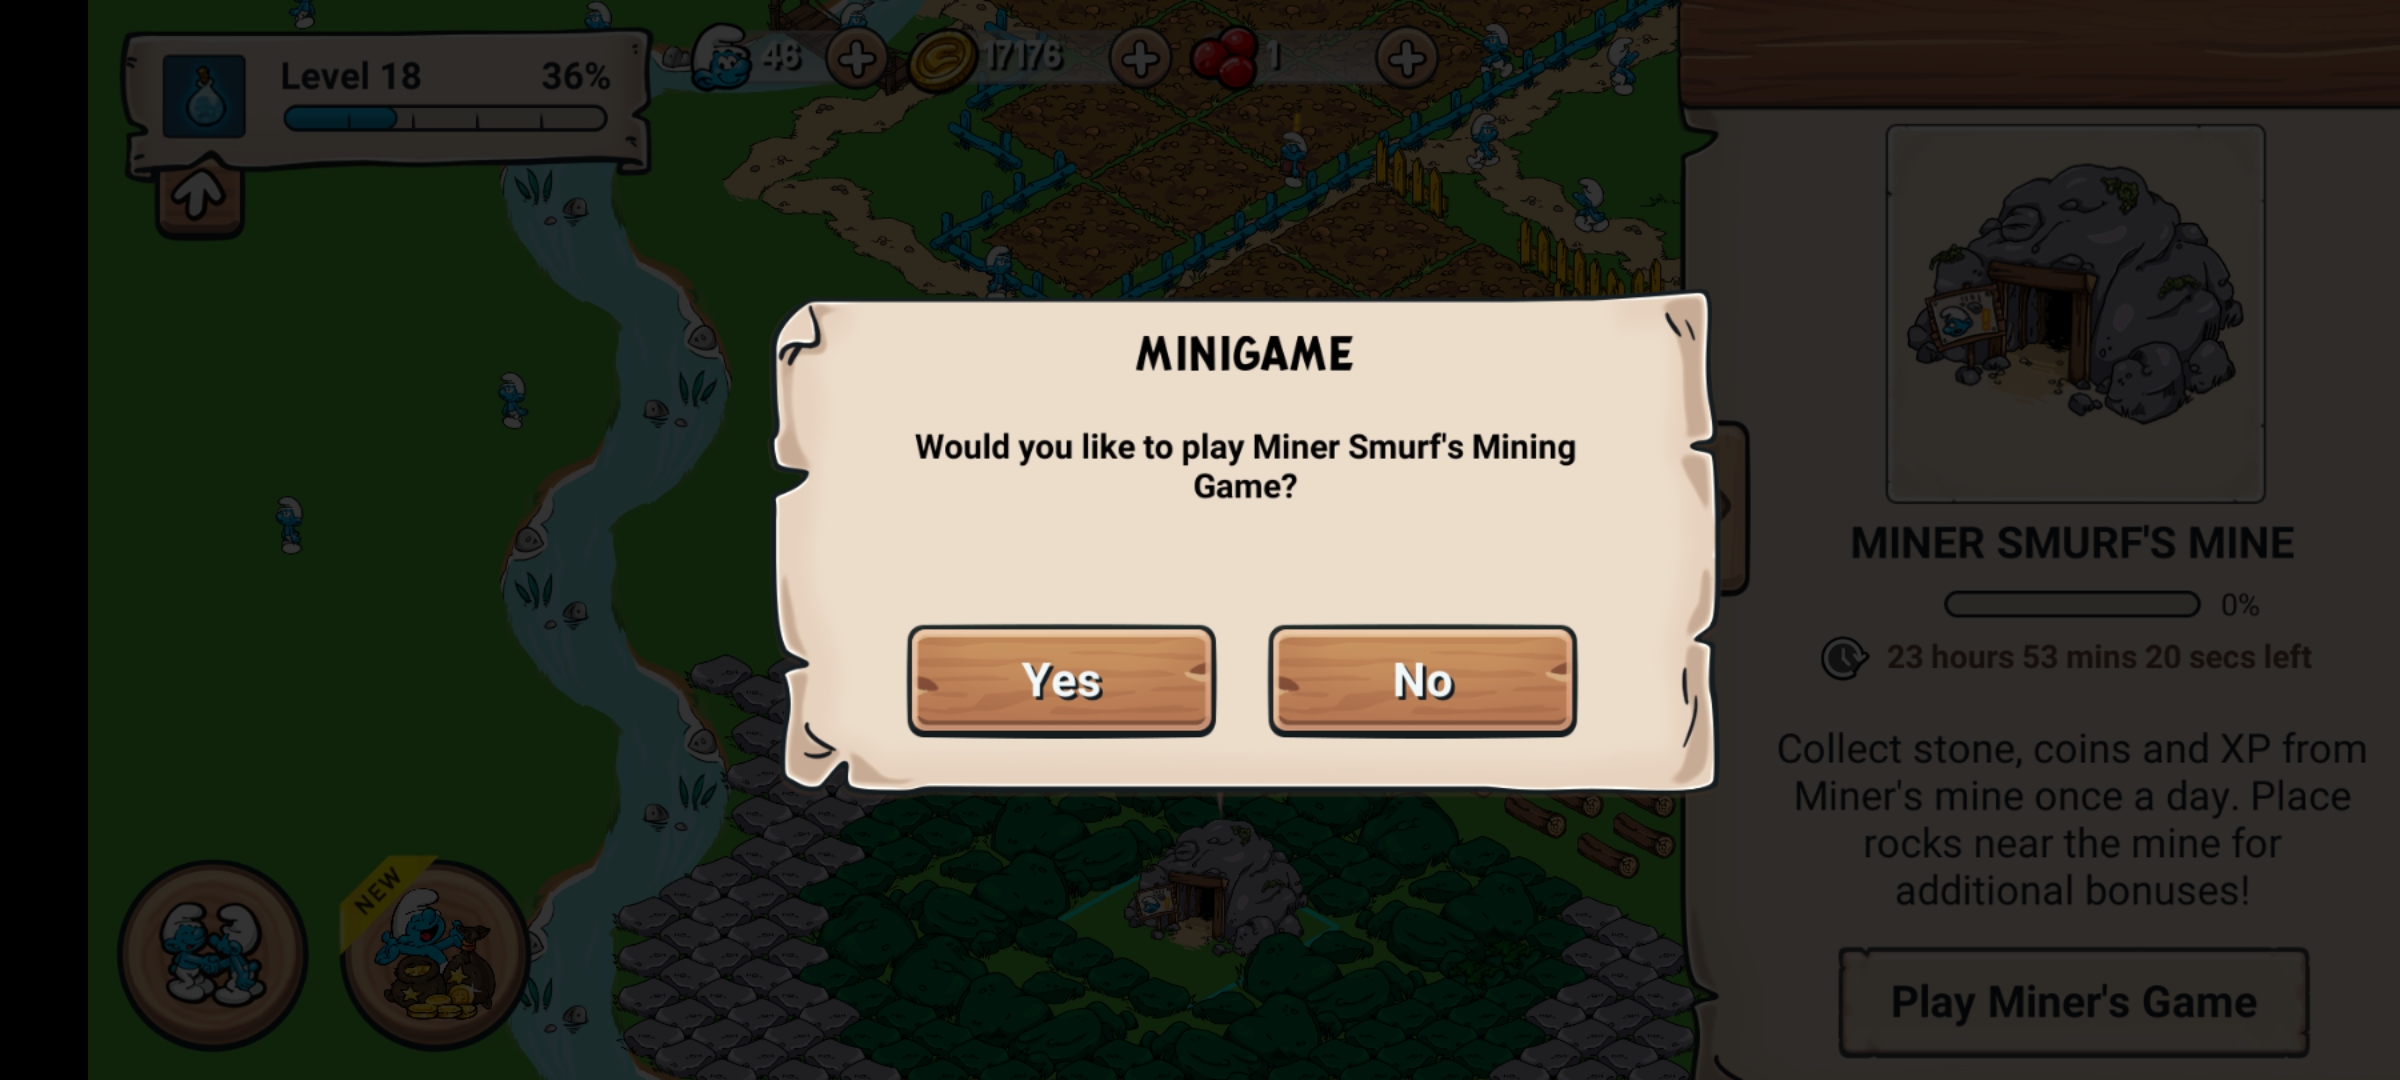 Level 18 36%
46
17176
1
MINIGAME
Would you like to play Miner Smurf's Mining
Game?
Yes
No
MINER SMURF'S MINE
0%
23 hours 53 mins 20 secs left
Collect stone, coins and XP from
Miner's mine once a day. Place
rocks near the mine for
additional bonuses!
Play Miner's Game
NEW